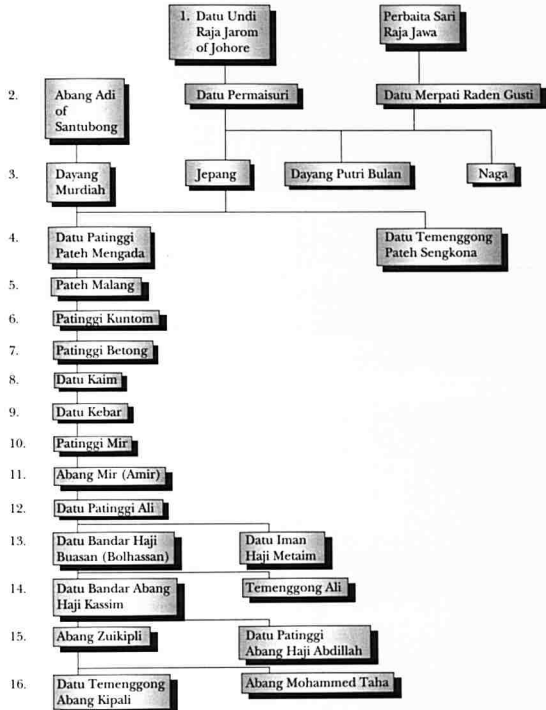 1. Datu Undi
Raja Jarom
of Johore
Perbaita Sari
Raja Jawa
2. Abang Adi
of
Santubong
Datu Permaisuri
Datu Merpati Raden Gusti
3. Dayang
Murdiah
Jepang
Dayang Putri Bulan
Naga
4. Datu Patinggi
Pateh Mengada
Datu Temenggong
Pateh Sengkona
5. Pateh Malang
6. Patinggi Kuntom
7. Patinggi Betong
8. Datu Kaim
9. Datu Kebar
10. Patinggi Mir
11. Abang Mir (Amir)
12. Datu Patinggi Ali
13. Datu Bandar Haji
Buasan (Bolhassan)
Datu Iman
Haji Metaim
14. Datu Bandar Abang
Haji Kassim
Temenggong Ali
15. Abang Zuikipli
Datu Patinggi
Abang Haji Abdillah
16. Datu Temenggong
Abang Kipali
Abang Mohammed Taha